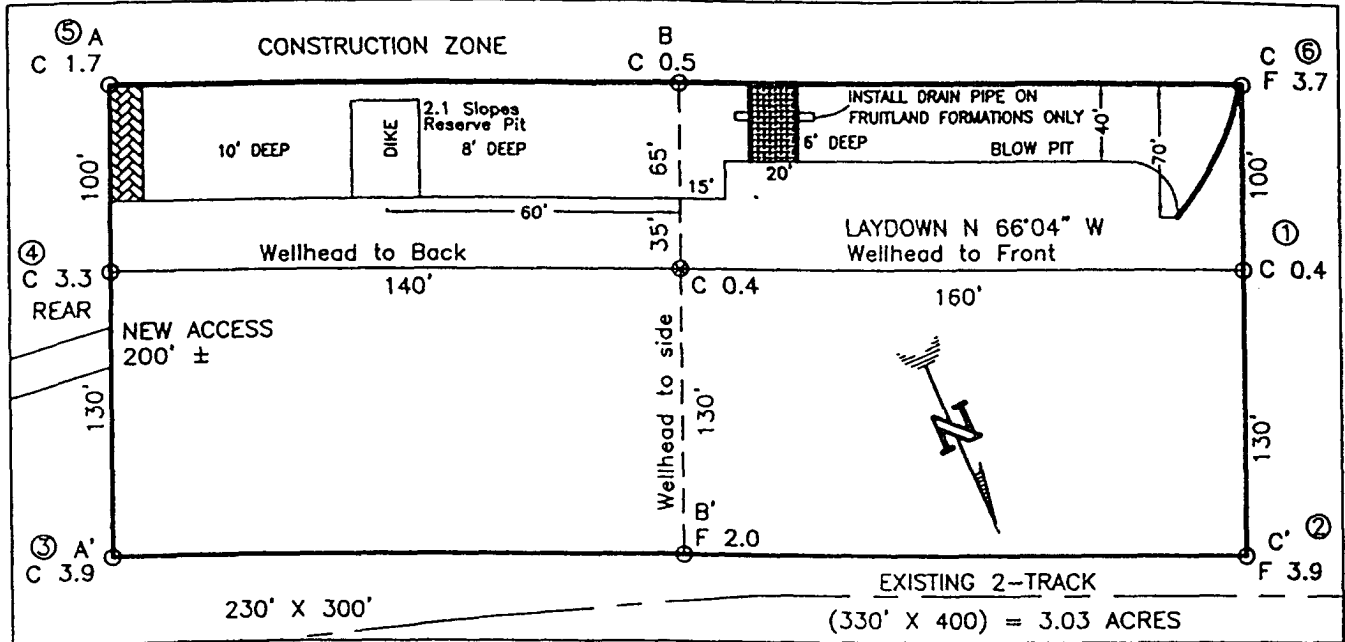 ⑤ A
C 1.7
CONSTRUCTION ZONE
B
C 0.5
C ⑥
F 3.7
INSTALL DRAIN PIPE ON
FRUITLAND FORMATIONS ONLY
2.1 Slopes
Reserve Pit
DIKE
10' DEEP
8' DEEP
6' DEEP
BLOW PIT
40'
70'
100'
65'
20'
15'
100'
60'
35'
LAYDOWN N 66°04" W
Wellhead to Front
Wellhead to Back
①
④
C 3.3
140'
C 0.4
160'
C 0.4
REAR
NEW ACCESS
200' ±
Wellhead to side
130'
130'
130'
N
B'
F 2.0
③ A'
C 3.9
C' ②
F 3.9
EXISTING 2-TRACK
230' X 300'
(330' X 400) = 3.03 ACRES